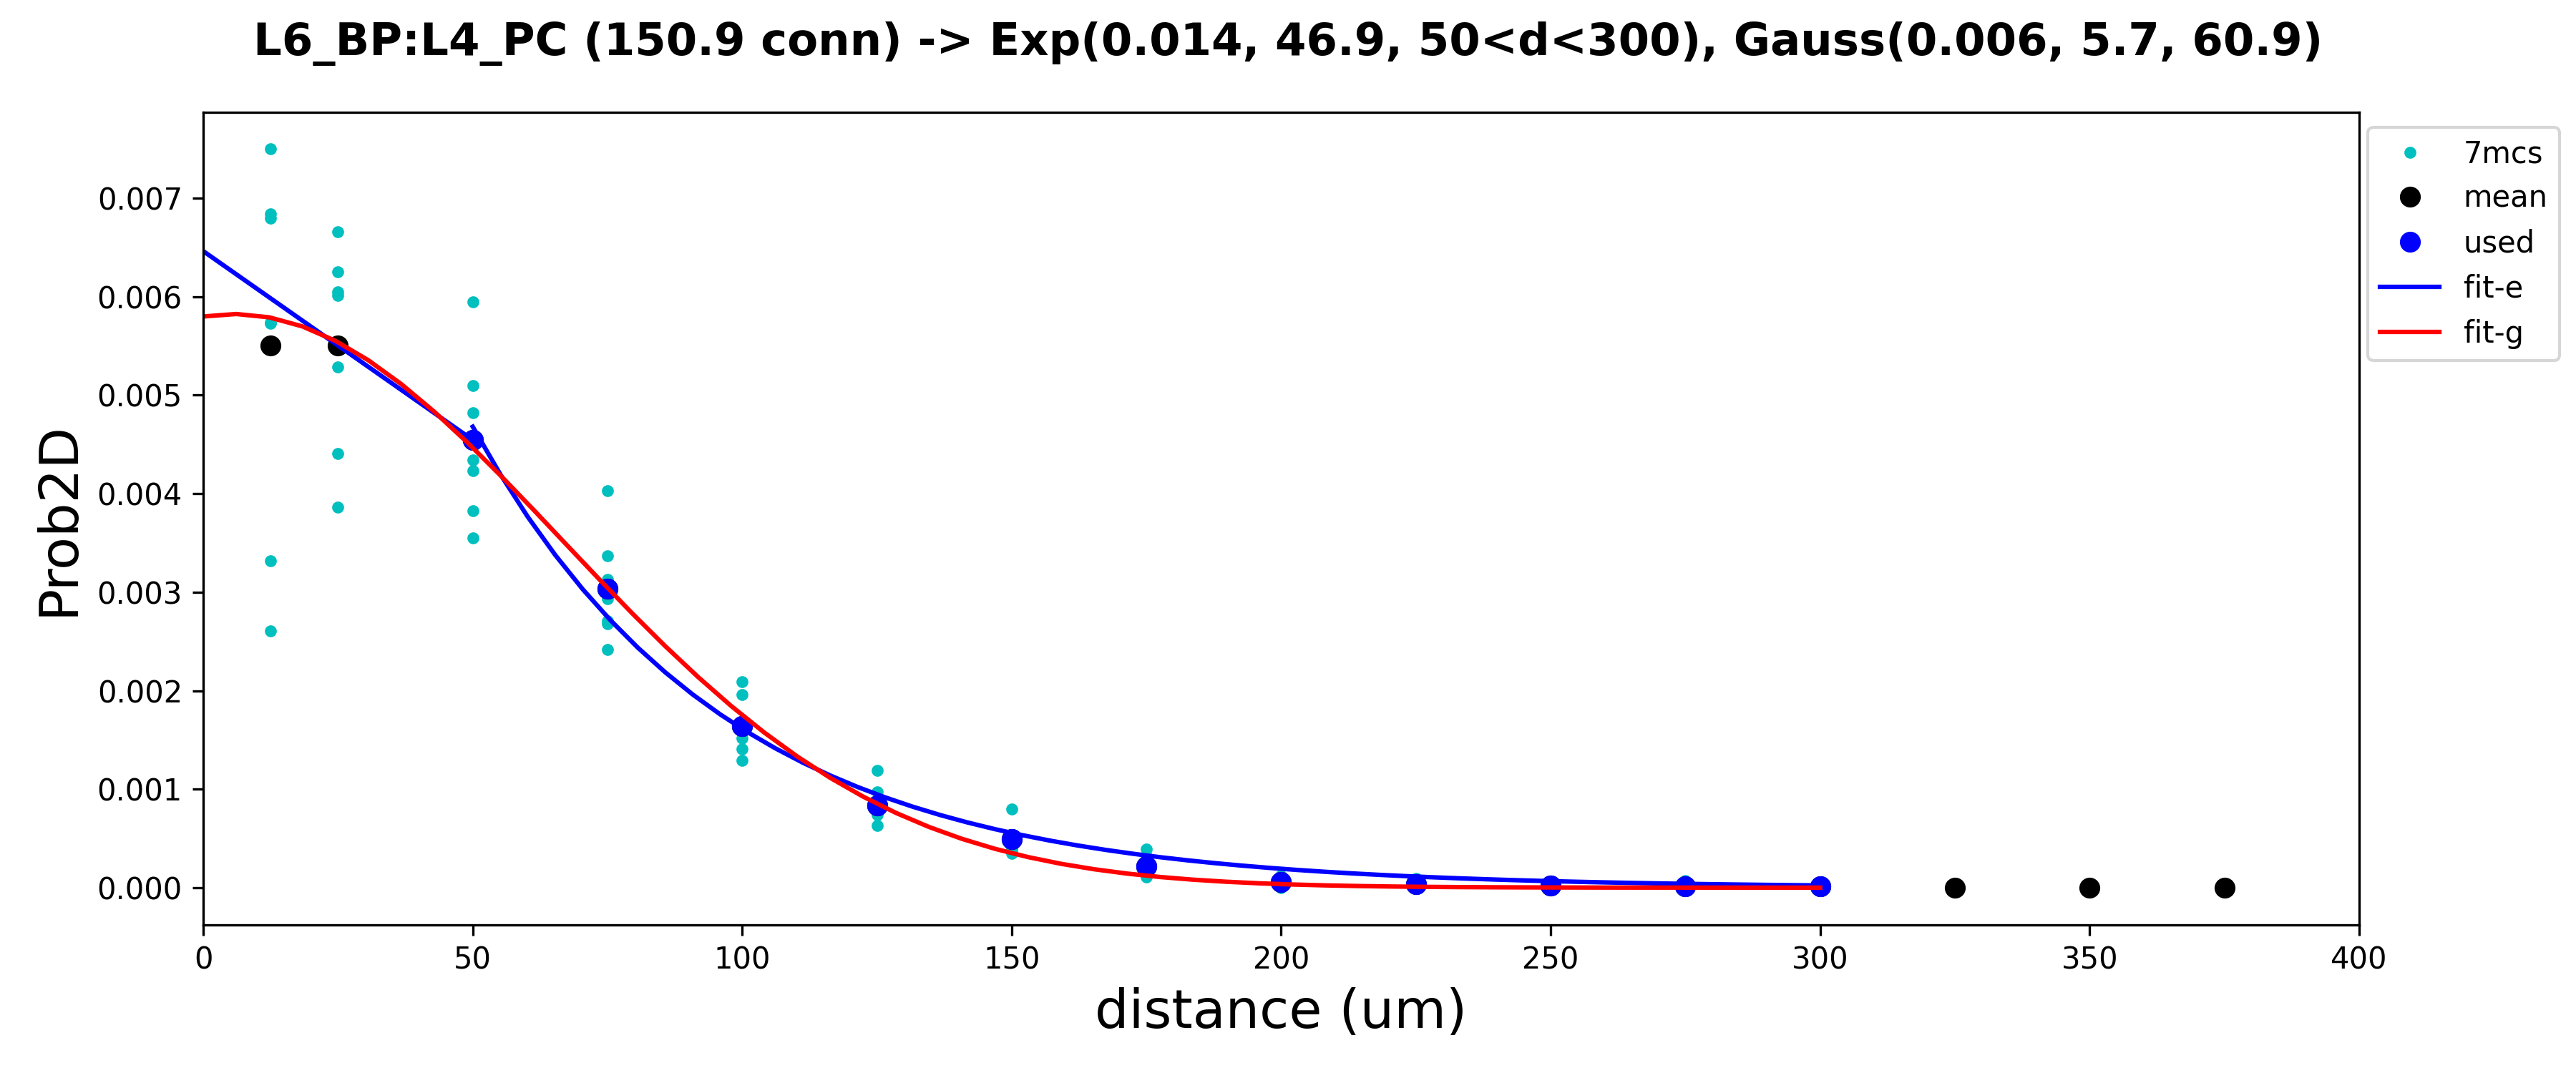 L6_BP:L4_PC (150.9 conn) -> Exp(0.014, 46.9, 50<d<300), Gauss(0.006, 5.7, 60.9)
7mcs
mean
used
fit-e
fit-g
0.007
0.006
0.005
0.004
0.003
0.002
0.001
0.000
Prob2D
0 50 100 150 200 250 300 350 400
distance (um)